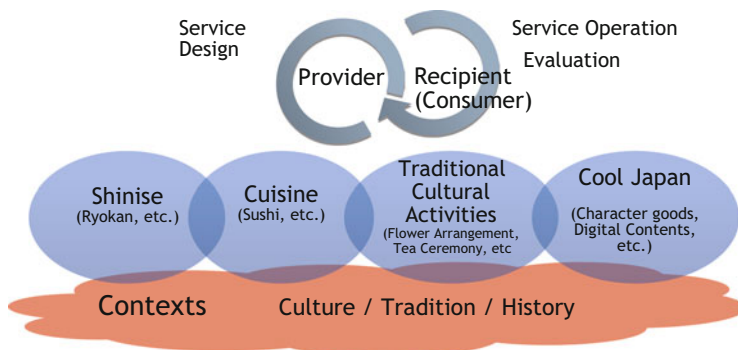 Service
Design
Service Operation
Evaluation
Provider
Recipient
(Consumer)
Shinise
(Ryokan, etc.)
Cuisine
(Sushi, etc.)
Traditional
Cultural
Activities
(Flower Arrangement,
Tea Ceremony, etc
Cool Japan
(Character goods,
Digital Contents,
etc.)
Contexts
Culture / Tradition / History